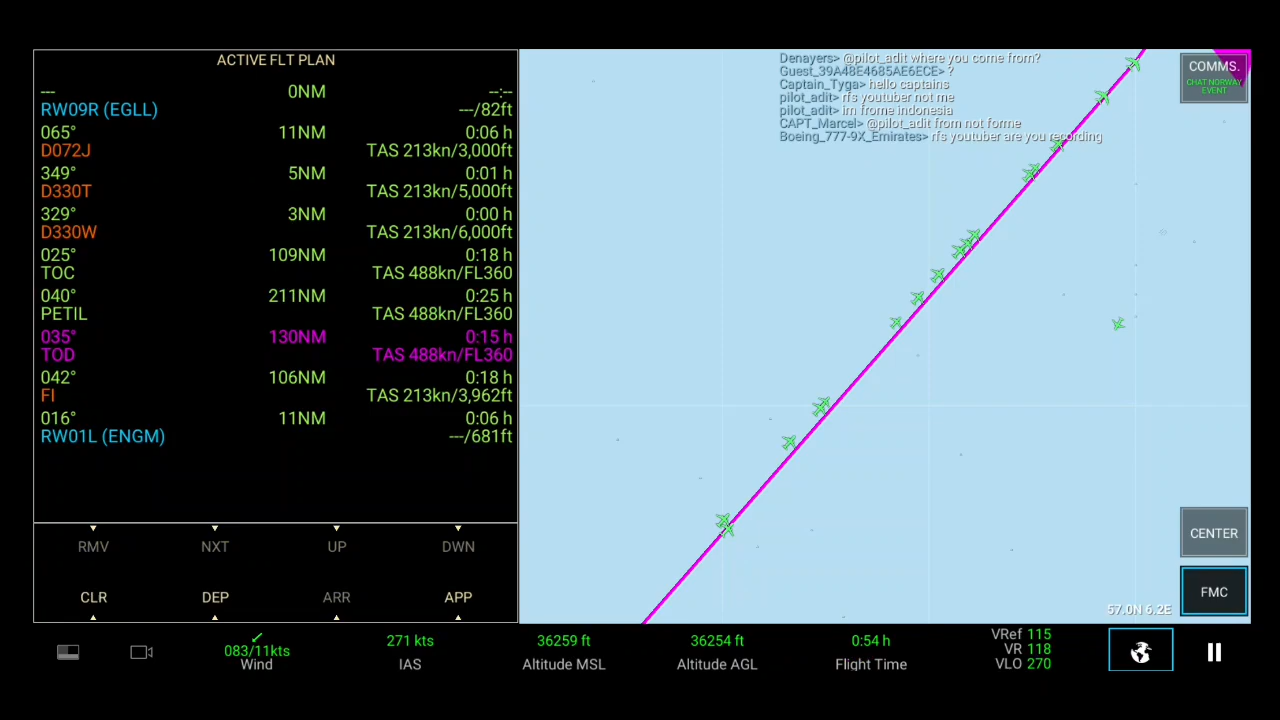 ACTIVE FLT PLAN
--- 0NM --:--
RW09R (EGLL) ---/82ft
065° 11NM 0:06 h
D072J TAS 213kn/3,000ft
349° 5NM 0:01 h
D330T TAS 213kn/5,000ft
329° 3NM 0:00 h
D330W TAS 213kn/6,000ft
025° 109NM 0:18 h
TOC TAS 488kn/FL360
040° 211NM 0:25 h
PETIL TAS 488kn/FL360
035° 130NM 0:15 h
TOD TAS 488kn/FL360
042° 106NM 0:18 h
FI TAS 213kn/3,962ft
016° 11NM 0:06 h
RW01L (ENGM) ---/681ft
RMV NXT UP DWN
CLR DEP ARR APP
Denayers> @pilot_adit where you come from?
Guest_39A48E4685AE6ECE> ?
Captain_Tyga> hello captains
pilot_adit> rfs youtuber not me
pilot_adit> im frome indonesia
CAPT_Marcel> @pilot_adit from not forme
Boeing_777-9X_Emirates> rfs youtuber are you recording
COMMS.
CHAT NORWAY
EVENT
CENTER
FMC
57.0N 6.2E
083/11kts
Wind
271 kts
IAS
36259 ft
Altitude MSL
36254 ft
Altitude AGL
0:54 h
Flight Time
VRef 115
VR 118
VLO 270